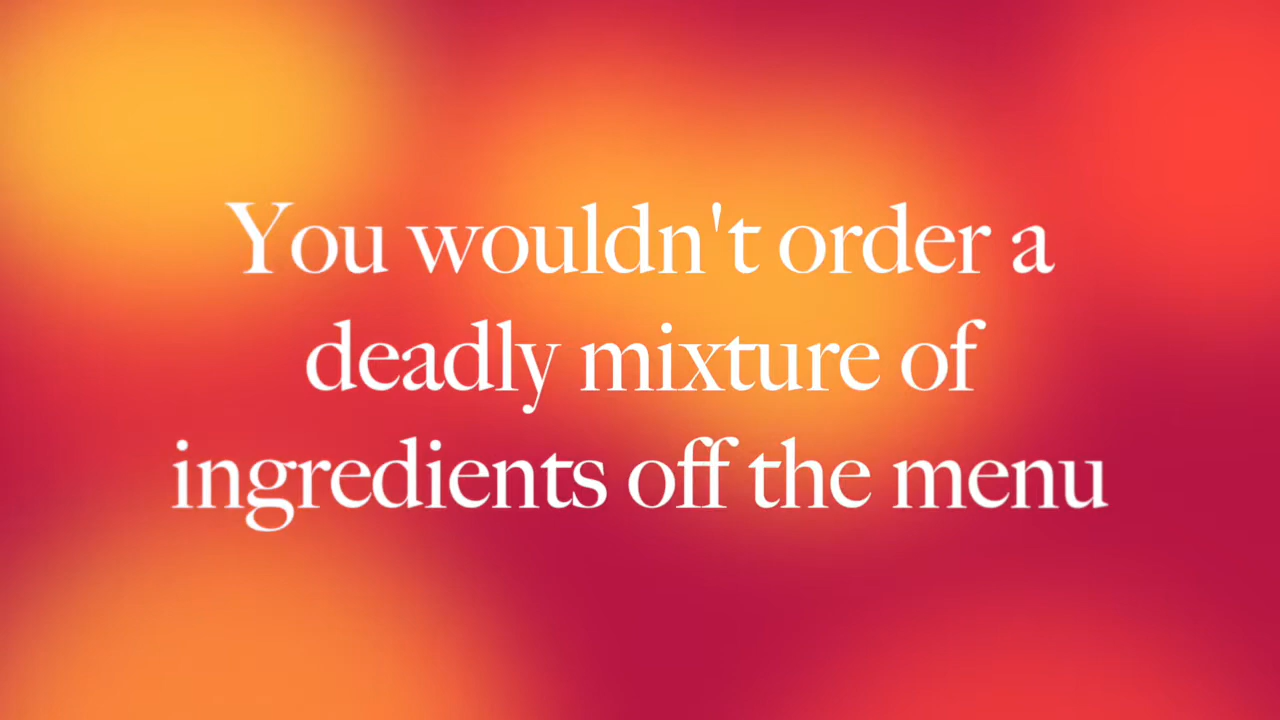 You wouldn't order a
deadly mixture of
ingredients off the menu